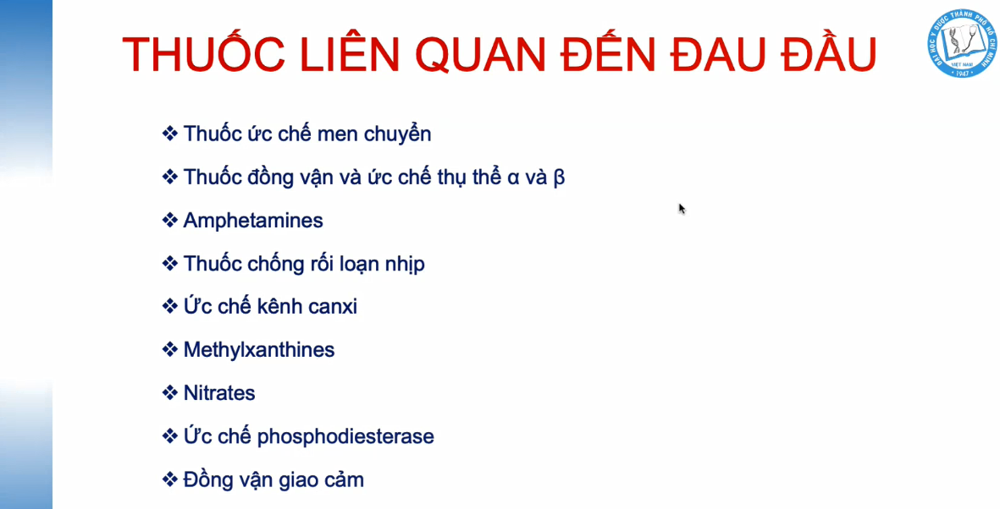 THUỐC LIÊN QUAN ĐẾN ĐAU ĐẦU
ĐẠI HỌC Y DƯỢC THÀNH PHỐ HỒ CHÍ MINH
VIỆT NAM
1947
❖ Thuốc ức chế men chuyển
❖ Thuốc đồng vận và ức chế thụ thể α và β
❖ Amphetamines
❖ Thuốc chống rối loạn nhịp
❖ Ức chế kênh canxi
❖ Methylxanthines
❖ Nitrates
❖ Ức chế phosphodiesterase
❖ Đồng vận giao cảm